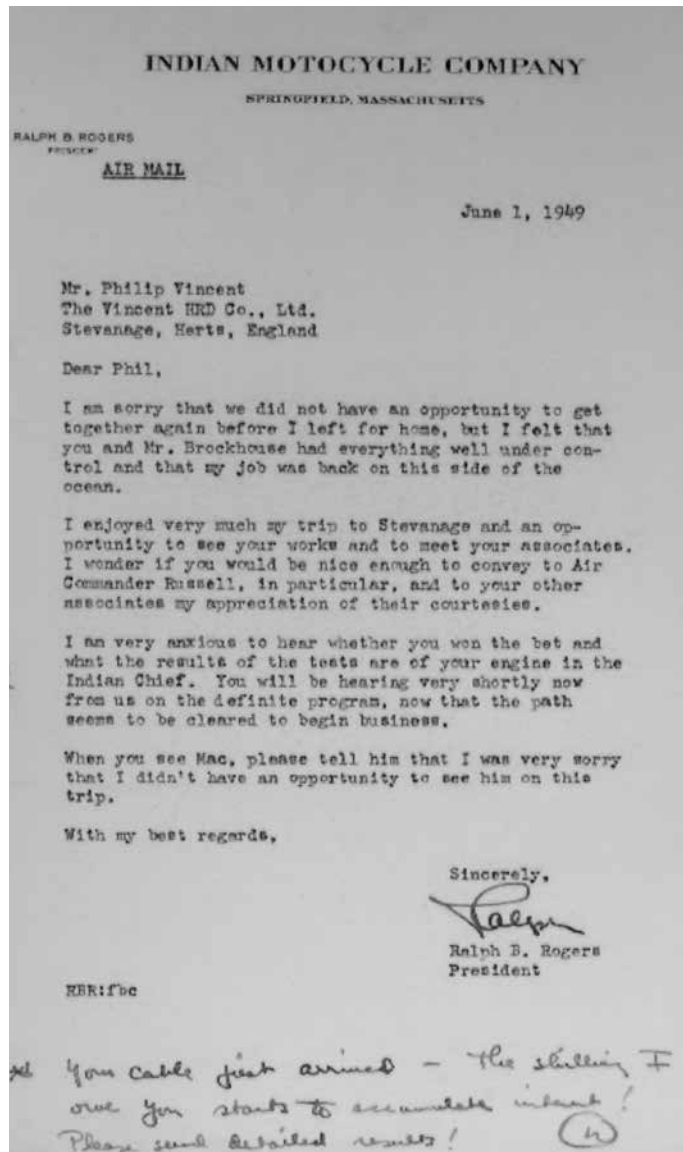 INDIAN MOTOCYCLE COMPANY
SPRINGFIELD, MASSACHUSETTS
RALPH B. ROGERS
PRESIDENT
AIR MAIL
June 1, 1949
Mr. Philip Vincent
The Vincent HRD Co., Ltd.
Stevanage, Herts, England
Dear Phil,
I am sorry that we did not have an opportunity to get
together again before I left for home, but I felt that
you and Mr. Brockhouse had everything well under con-
trol and that my job was back on this side of the
ocean.
I enjoyed very much my trip to Stevanage and an op-
portunity to see your works and to meet your associates.
I wonder if you would be nice enough to convey to Air
Commander Russell, in particular, and to your other
associates my appreciation of their courtesies.
I am very anxious to hear whether you won the bet and
what the results of the tests are of your engine in the
Indian Chief. You will be hearing very shortly now
from us on the definite program, now that the path
seems to be cleared to begin business.
When you see Mac, please tell him that I was very sorry
that I didn't have an opportunity to see him on this
trip.
With my best regards,
Sincerely,
Ralph
Ralph B. Rogers
President
RBR:fbc
Your cable just arrived - The shilling I
owe you starts to accumulate interest!
Please send detailed results!